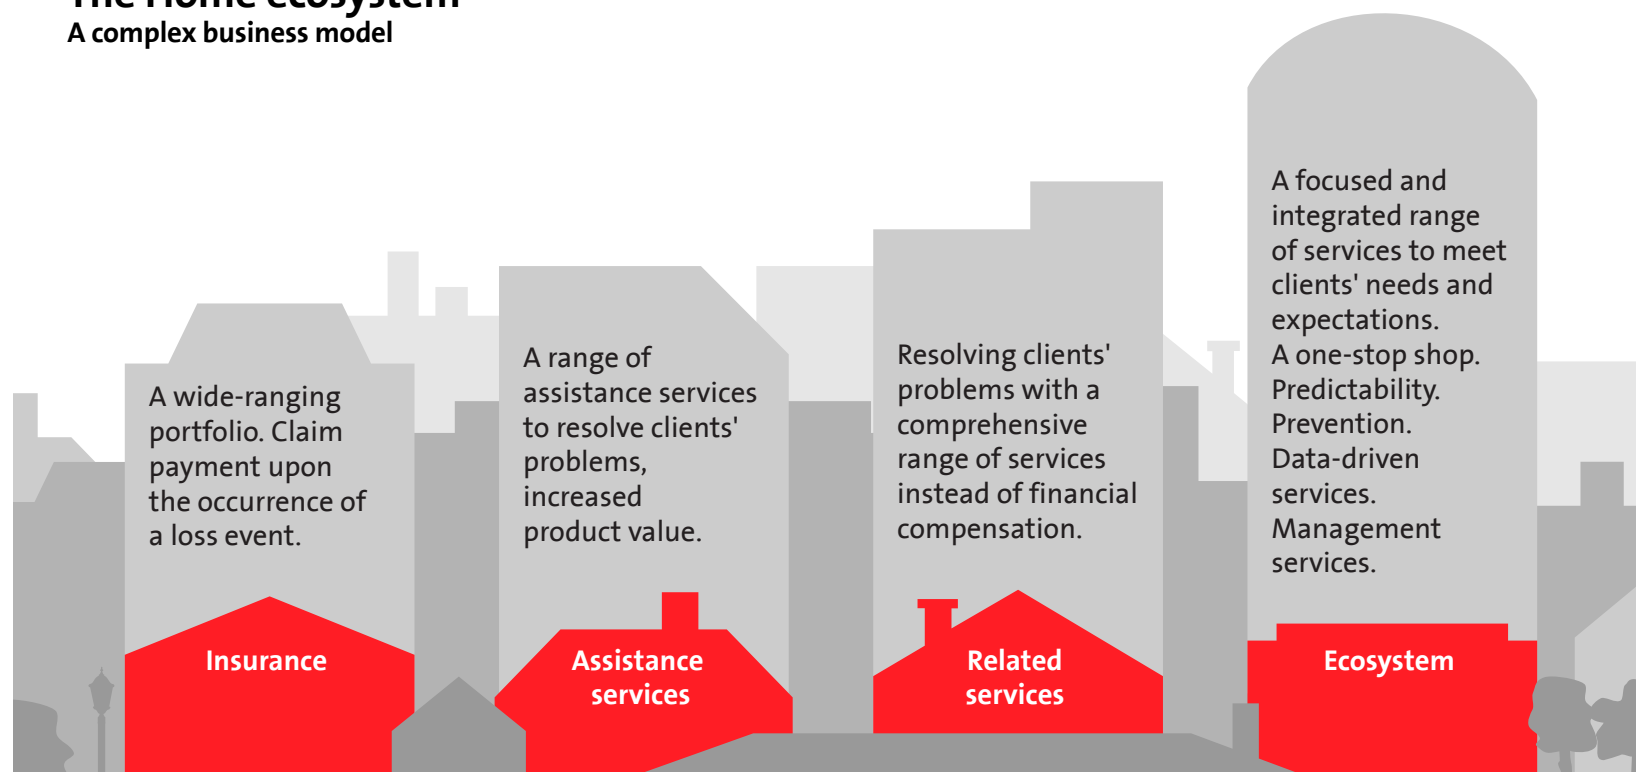 The Home ecosystem
A complex business model
A wide-ranging
portfolio. Claim
payment upon
the occurrence of
a loss event.
Insurance
A range of
assistance services
to resolve clients'
problems,
increased
product value.
Assistance
services
Resolving clients'
problems with a
comprehensive
range of services
instead of financial
compensation.
Related
services
A focused and
integrated range
of services to meet
clients' needs and
expectations.
A one-stop shop.
Predictability.
Prevention.
Data-driven
services.
Management
services.
Ecosystem